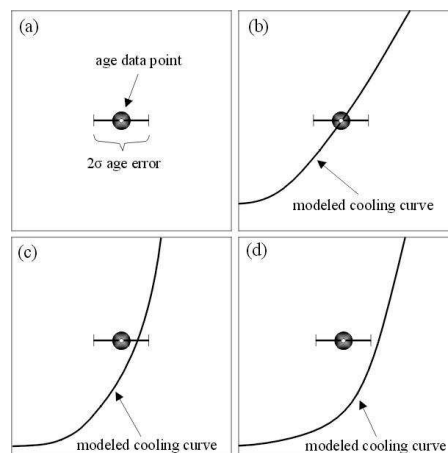 (a)
age data point
2σ age error
(b)
modeled cooling curve
(c)
modeled cooling curve
(d)
modeled cooling curve